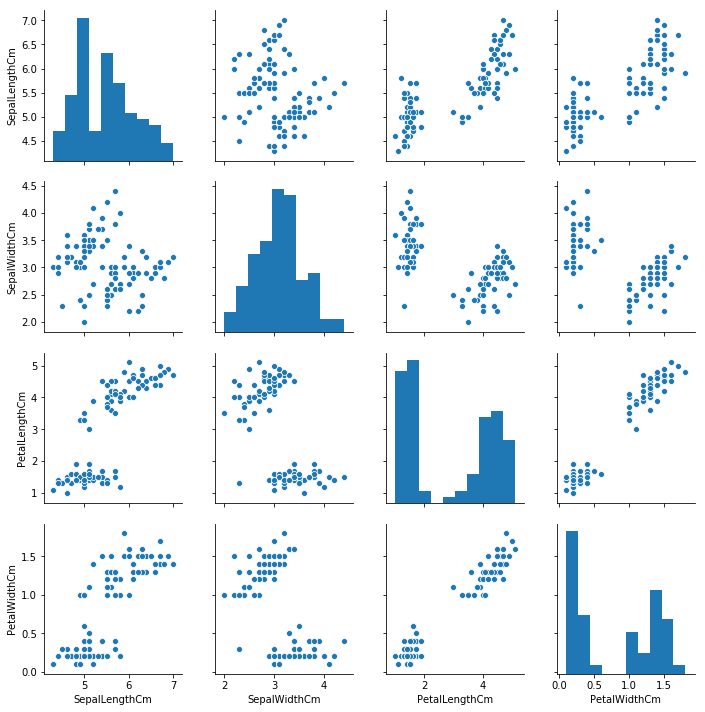 7.0
6.5
6.0
5.5
5.0
4.5
SepalLengthCm
4.5
4.0
3.5
3.0
2.5
2.0
SepalWidthCm
5
4
3
2
1
PetalLengthCm
1.5
1.0
0.5
0.0
PetalWidthCm
5 6 7
2 3 4
2 4
0.0 0.5 1.0 1.5
SepalLengthCm SepalWidthCm PetalLengthCm PetalWidthCm